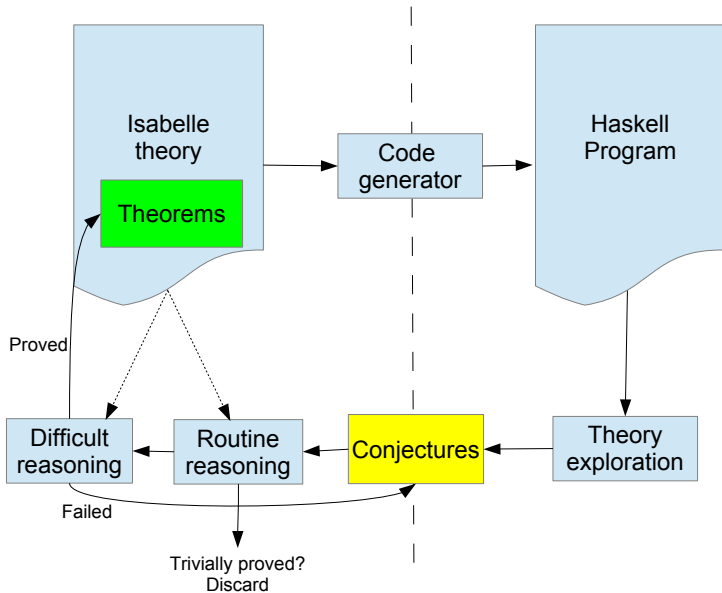 Isabelle
theory
Theorems
Code
generator
Haskell
Program
Proved
Difficult
reasoning
Routine
reasoning
Conjectures
Theory
exploration
Failed
Trivially proved?
Discard